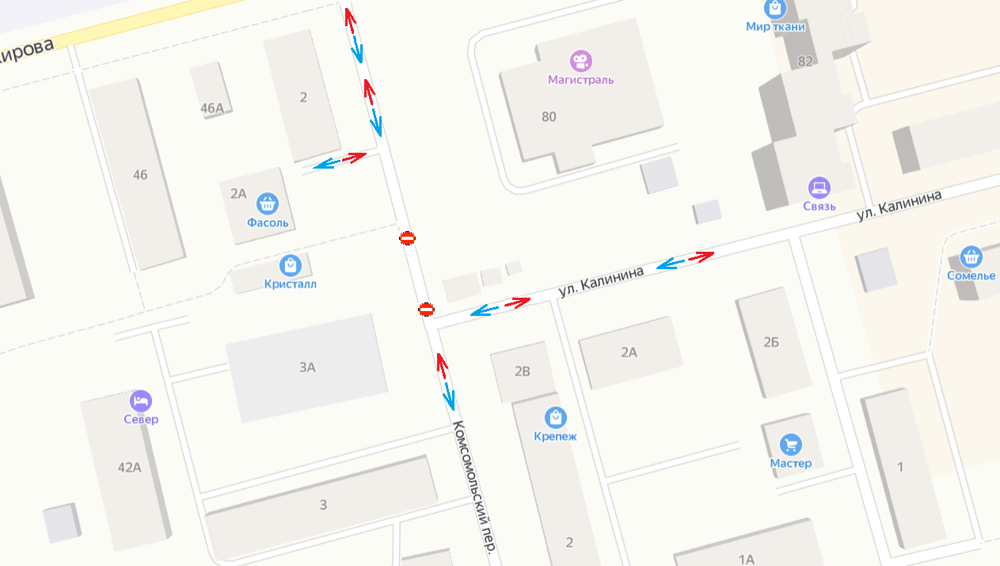 Мир ткани
82
Магистраль
80
2
46А
46
2А
Фасоль
Кристалл
Связь
ул. Калинина
Сомелье
ул. Калинина
3А
2В
2А
2Б
Крепеж
Мастер
Север
42А
1
3
Комсомольский пер.
2
1А